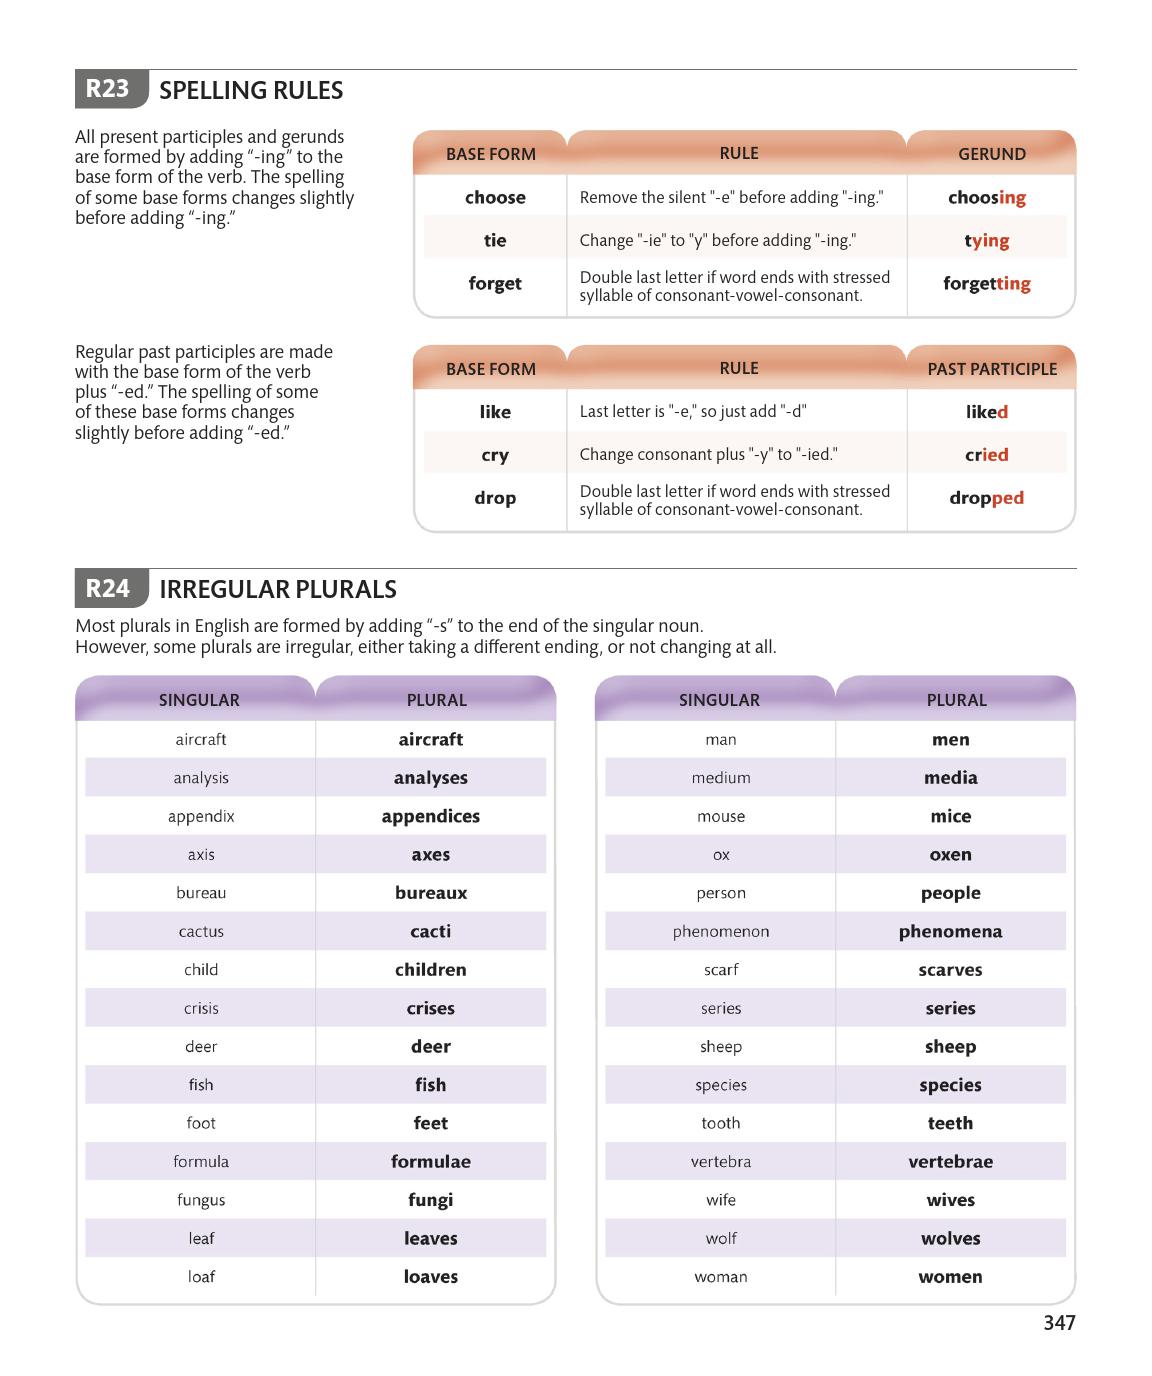 R23 SPELLING RULES
All present participles and gerunds
are formed by adding “-ing” to the
base form of the verb. The spelling
of some base forms changes slightly
before adding “-ing.”
BASE FORM RULE GERUND
choose Remove the silent "-e" before adding "-ing." choosing
tie Change "-ie" to "y" before adding "-ing." tying
forget Double last letter if word ends with stressed
syllable of consonant-vowel-consonant. forgetting
Regular past participles are made
with the base form of the verb
plus “-ed.” The spelling of some
of these base forms changes
slightly before adding “-ed.”
BASE FORM RULE PAST PARTICIPLE
like Last letter is "-e," so just add "-d" liked
cry Change consonant plus "-y" to "-ied." cried
drop Double last letter if word ends with stressed
syllable of consonant-vowel-consonant. dropped
R24 IRREGULAR PLURALS
Most plurals in English are formed by adding “-s” to the end of the singular noun.
However, some plurals are irregular, either taking a different ending, or not changing at all.
SINGULAR PLURAL
aircraft aircraft
analysis analyses
appendix appendices
axis axes
bureau bureaux
cactus cacti
child children
crisis crises
deer deer
fish fish
foot feet
formula formulae
fungus fungi
leaf leaves
loaf loaves
SINGULAR PLURAL
man men
medium media
mouse mice
ox oxen
person people
phenomenon phenomena
scarf scarves
series series
sheep sheep
species species
tooth teeth
vertebra vertebrae
wife wives
wolf wolves
woman women
347